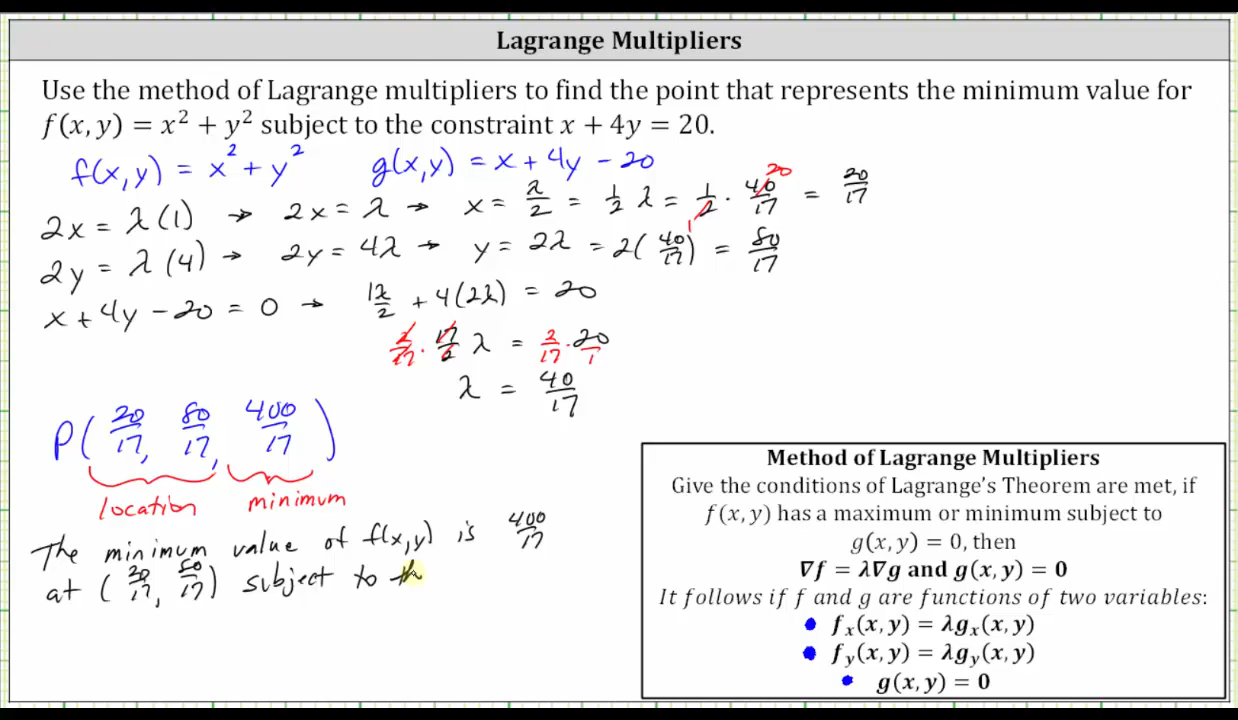 Lagrange Multipliers
Use the method of Lagrange multipliers to find the point that represents the minimum value for
f(x, y) = x² + y² subject to the constraint x + 4y = 20.
f(x, y) = x² + y² g(x, y) = x + 4y − 20
2x = λ(1) → 2x = λ → x = λ/2 = 1/2 λ = 1/2 · 40/17 = 20/17
20
1
2y = λ(4) → 2y = 4λ → y = 2λ = 2(40/17) = 80/17
x + 4y − 20 = 0 → 1λ/2 + 4(2λ) = 20
2/17 · 17/2 λ = 2/17 · 20/1
λ = 40/17
P(20/17, 80/17, 400/17)
location minimum
The minimum value of f(x, y) is 400/17
at (20/17, 80/17) subject to th
Method of Lagrange Multipliers
Give the conditions of Lagrange's Theorem are met, if
f(x, y) has a maximum or minimum subject to
g(x, y) = 0, then
∇f = λ∇g and g(x, y) = 0
It follows if f and g are functions of two variables:
• fₓ(x, y) = λgₓ(x, y)
• f_y(x, y) = λg_y(x, y)
• g(x, y) = 0